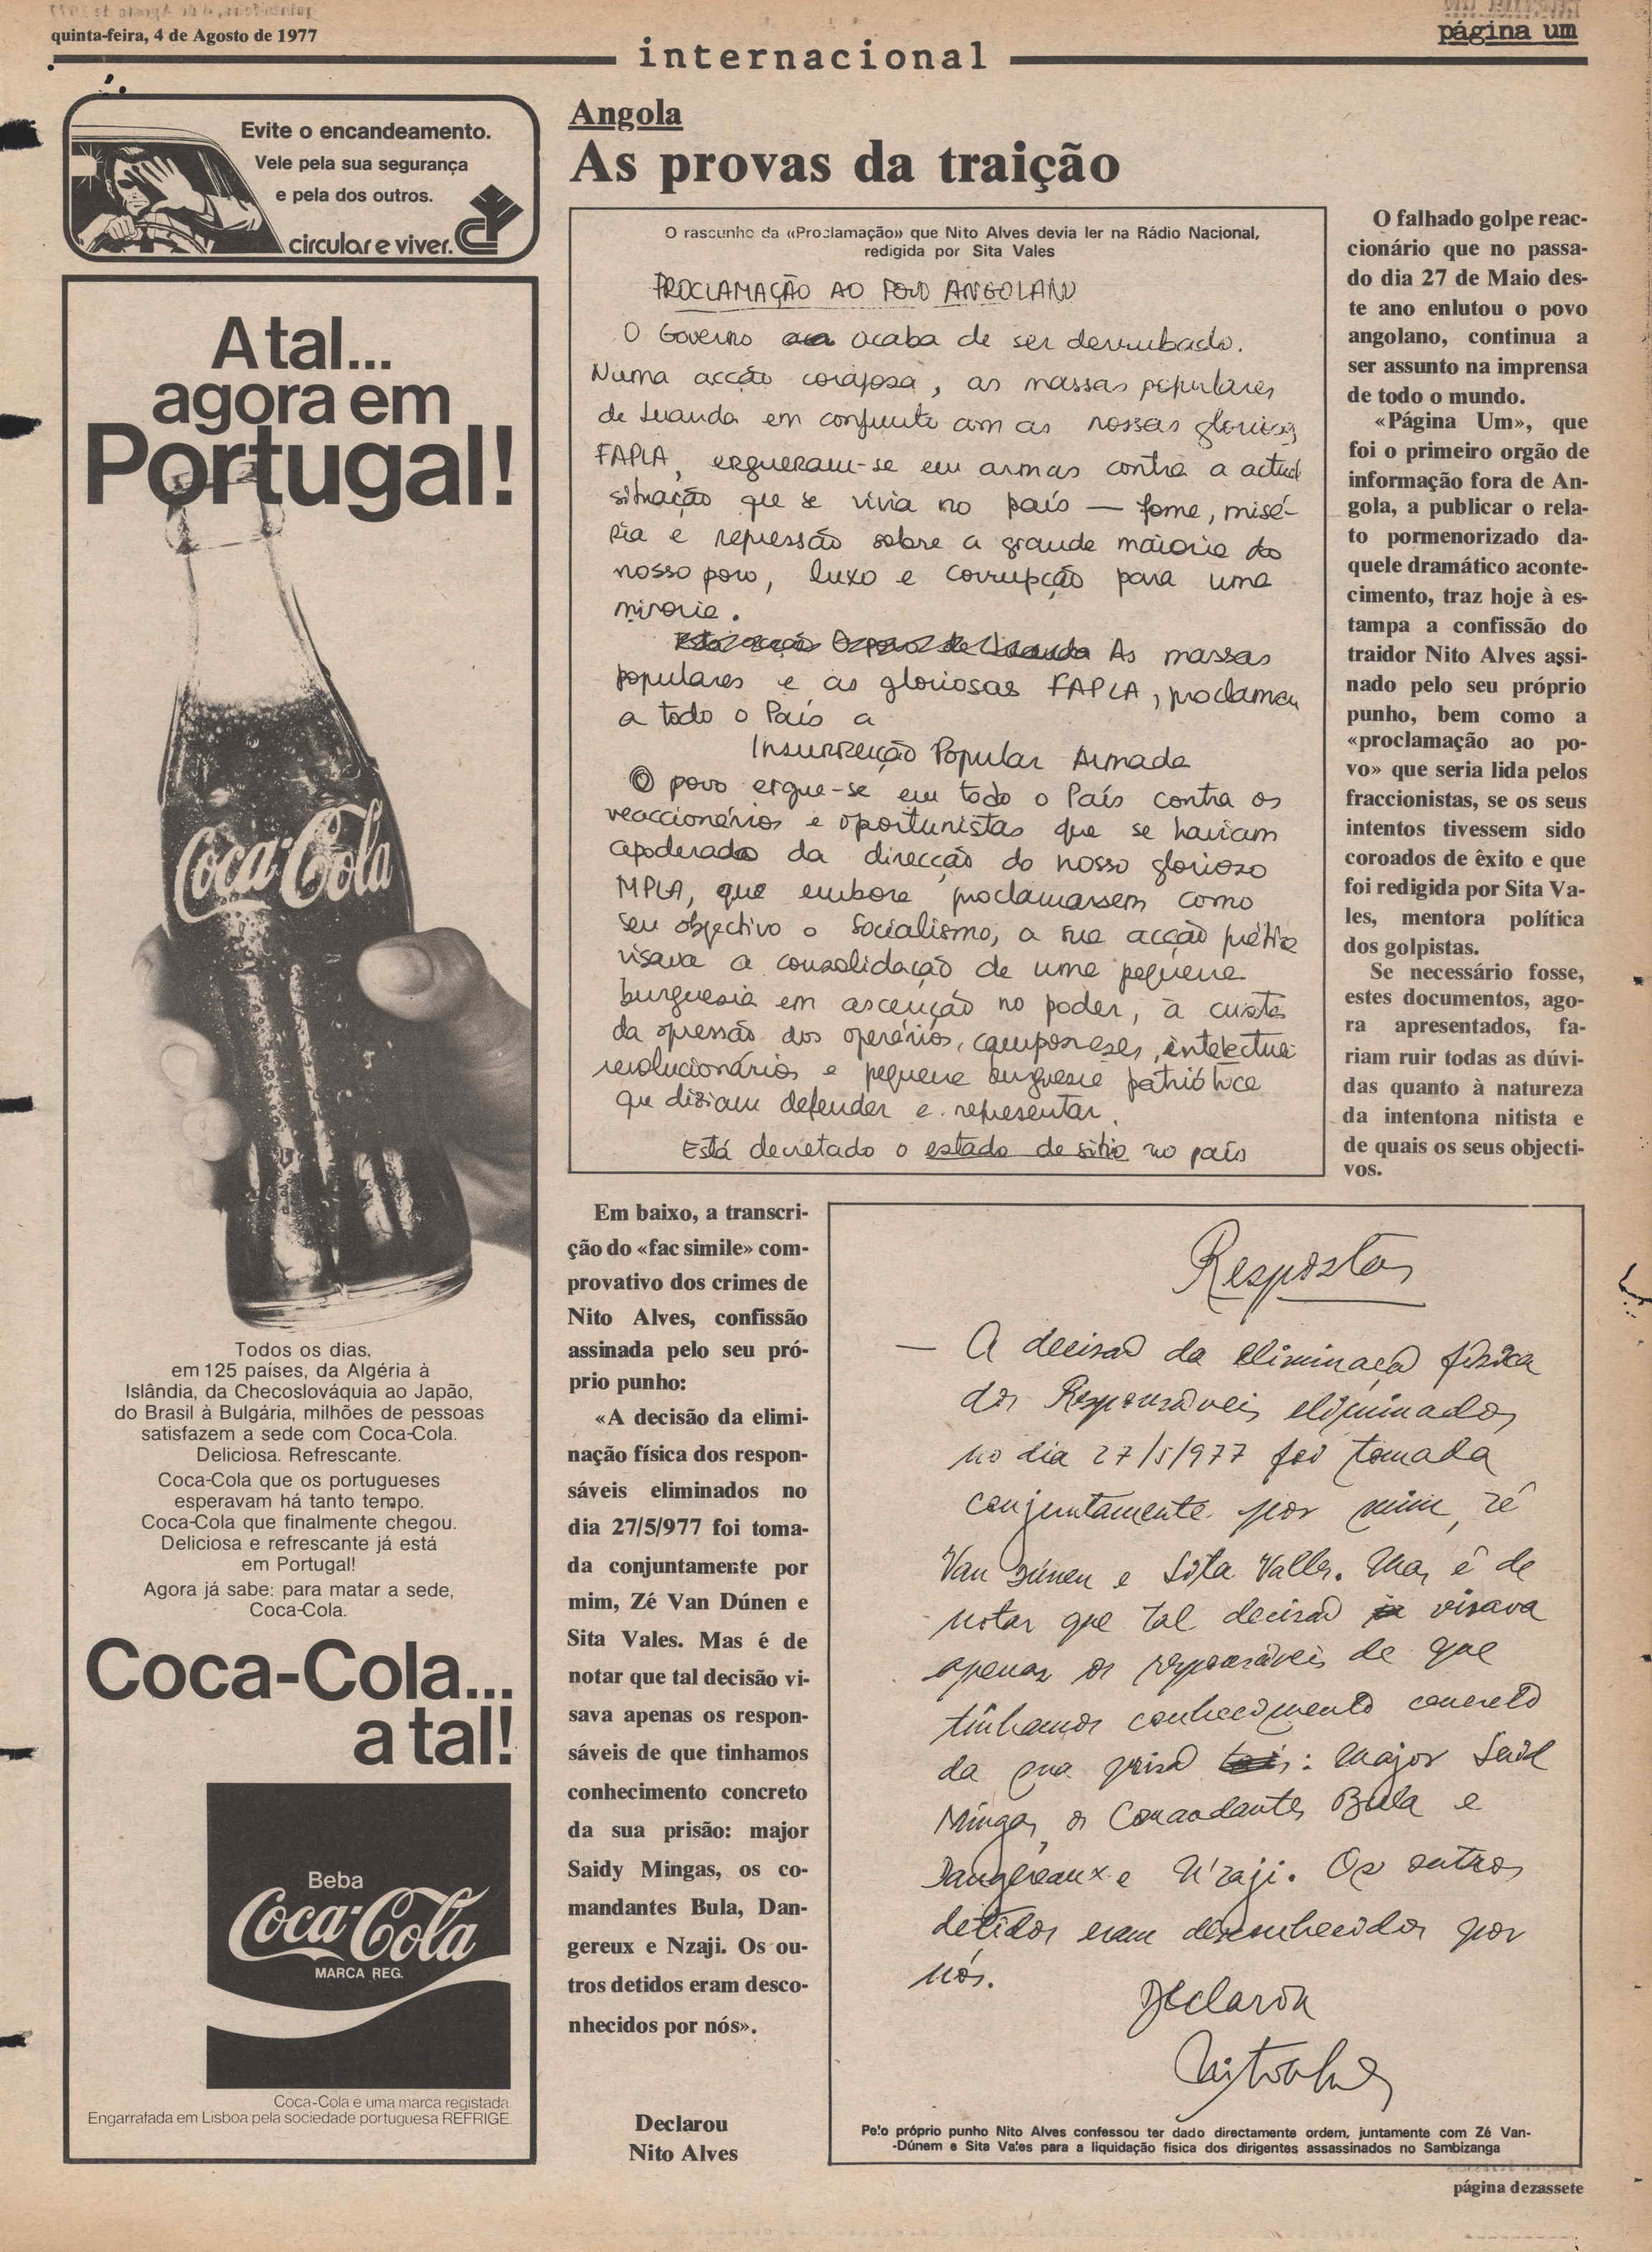 quinta-feira, 4 de Agosto de 1977
página um
internacional
Evite o encandeamento.
Vele pela sua segurança
e pela dos outros.
circular e viver.
A tal...
agora em
Portugal!
Coca-Cola
Todos os dias,
em 125 países, da Algéria à
Islândia, da Checoslováquia ao Japão,
do Brasil à Bulgária, milhões de pessoas
satisfazem a sede com Coca-Cola.
Deliciosa. Refrescante.
Coca-Cola que os portugueses
esperavam há tanto tempo.
Coca-Cola que finalmente chegou.
Deliciosa e refrescante já está
em Portugal!
Agora já sabe: para matar a sede,
Coca-Cola.
Coca-Cola...
a tal!
Beba
Coca-Cola
MARCA REG.
Coca-Cola e uma marca registada.
Engarrafada em Lisboa pela sociedade portuguesa REFRIGE.
Angola
As provas da traição
O rascunho da «Proclamação» que Nito Alves devia ler na Rádio Nacional,
redigida por Sita Vales
PROCLAMAÇÃO AO POVO ANGOLANO
O Governo acaba de ser derrubado.
Numa acção corajosa, as massas populares
de Luanda em conjunto com as nossas gloriosas
FAPLA, ergueram-se em armas contra a actual
situação que se vivia no país — fome, misé-
ria e repressão sobre a grande maioria do
nosso povo, luxo e corrupção para uma
minoria.
As massas
populares e as gloriosas FAPLA, proclamam
a todo o País a
Insurreição Popular Armada
O povo ergue-se em todo o País contra os
reaccionários e oportunistas que se haviam
apoderado da direcção do nosso glorioso
MPLA, que embora proclamassem como
seu objectivo o socialismo, a sua acção prática
visava a consolidação de uma pequena
burguesia em ascenção no poder, à custa
da opressão dos operários, camponeses, intelectuais
revolucionários e pequena burguesia patriótica
que diziam defender e representar.
Está decretado o estado de sitio no país
O falhado golpe reac-
cionário que no passa-
do dia 27 de Maio des-
te ano enlutou o povo
angolano, continua a
ser assunto na imprensa
de todo o mundo.
«Página Um», que
foi o primeiro orgão de
informação fora de An-
gola, a publicar o rela-
to pormenorizado da-
quele dramático aconte-
cimento, traz hoje à es-
tampa a confissão do
traidor Nito Alves assi-
nado pelo seu próprio
punho, bem como a
«proclamação ao po-
vo» que seria lida pelos
fraccionistas, se os seus
intentos tivessem sido
coroados de êxito e que
foi redigida por Sita Va-
les, mentora política
dos golpistas.
Se necessário fosse,
estes documentos, ago-
ra apresentados, fa-
riam ruir todas as dúvi-
das quanto à natureza
da intentona nitista e
de quais os seus objecti-
vos.
Em baixo, a transcri-
ção do «fac simile» com-
provativo dos crimes de
Nito Alves, confissão
assinada pelo seu pró-
prio punho:
«A decisão da elimi-
nação física dos respon-
sáveis eliminados no
dia 27/5/977 foi toma-
da conjuntamente por
mim, Zé Van Dúnen e
Sita Vales. Mas é de
notar que tal decisão vi-
sava apenas os respon-
sáveis de que tinhamos
conhecimento concreto
da sua prisão: major
Saidy Mingas, os co-
mandantes Bula, Dan-
gereux e Nzaji. Os ou-
tros detidos eram desco-
nhecidos por nós».
Declarou
Nito Alves
Respostas
— A decisão da eliminação física
dos Responsáveis eliminados
no dia 27/5/977 foi tomada
conjuntamente por mim, Zé
Van Dúnen e Sita Valles. Mas é de
notar que tal decisão visava
apenas os responsáveis de que
tinhamos conhecimento concreto
da sua prisão: Major Saidy
Mingas, os Comandantes Bula e
Dangereaux e N'zaji. Os outros
detidos eram desconhecidos por
nós.
Declarou
Nito Alves
Pelo próprio punho Nito Alves confessou ter dado directamente ordem, juntamente com Zé Van-
-Dúnem e Sita Vales para a liquidação física dos dirigentes assassinados no Sambizanga
página dezassete